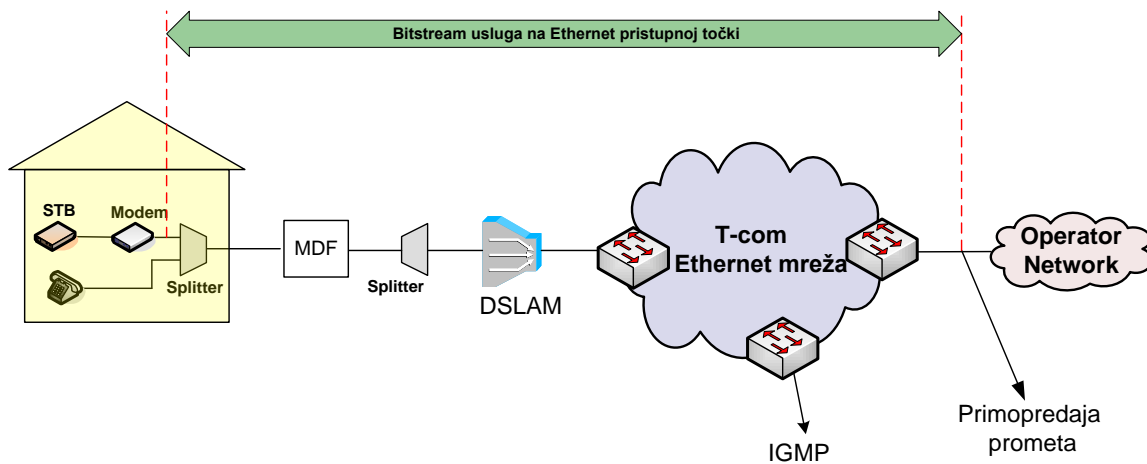 Bitstream usluga na Ethernet pristupnoj točki
STB
Modem
Splitter
MDF
Splitter
DSLAM
T-com
Ethernet mreža
Operator
Network
IGMP
Primopredaja
prometa